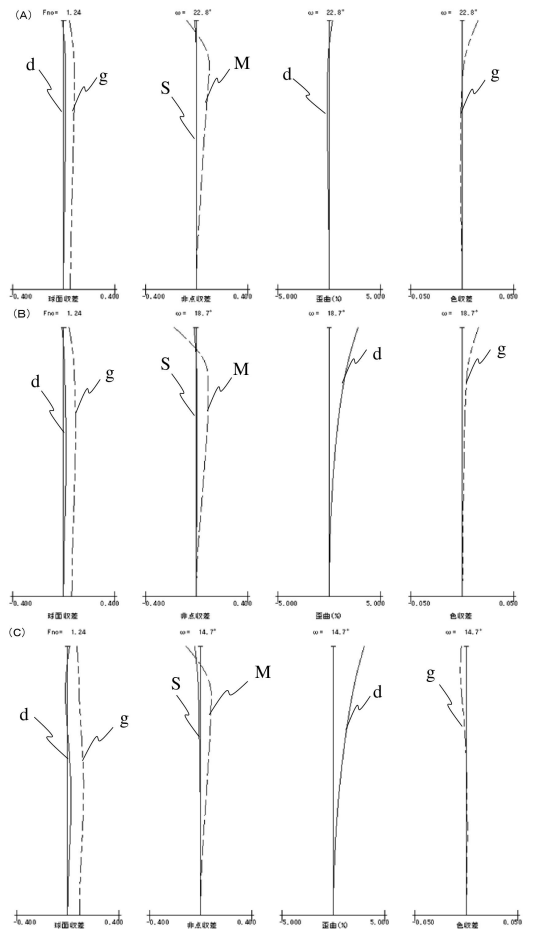 (A)
Fno= 1.24 ω= 22.8° ω= 22.8° ω= 22.8°
d g S M d g
-0.400 0.400 -0.400 0.400 -5.000 5.000 -0.050 0.050
球面収差 非点収差 歪曲(%) 色収差
(B)
Fno= 1.24 ω= 18.7° ω= 18.7° ω= 18.7°
d g S M d g
-0.400 0.400 -0.400 0.400 -5.000 5.000 -0.050 0.050
球面収差 非点収差 歪曲(%) 色収差
(C)
Fno= 1.24 ω= 14.7° ω= 14.7° ω= 14.7°
d g S M d g
-0.400 0.400 -0.400 0.400 -5.000 5.000 -0.050 0.050
球面収差 非点収差 歪曲(%) 色収差